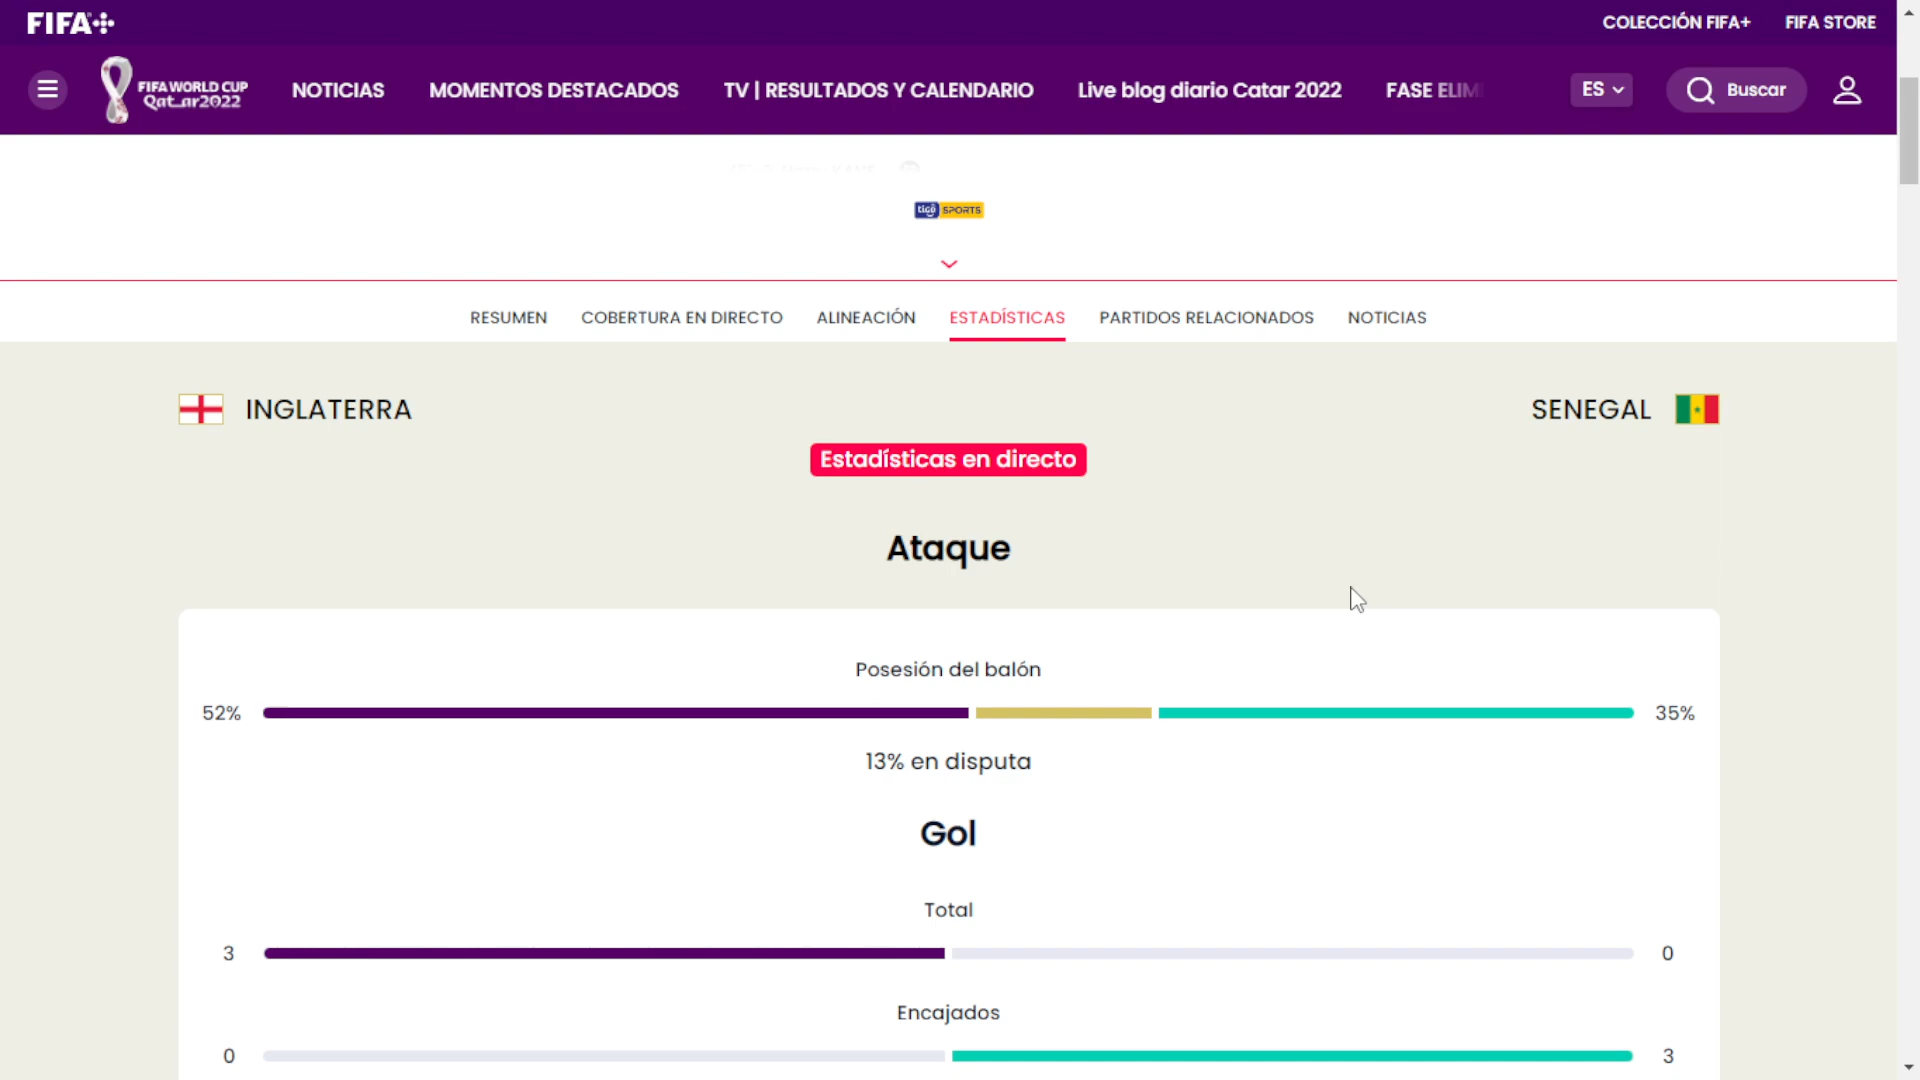 FIFA+
COLECCIÓN FIFA+
FIFA STORE
FIFA WORLD CUP
Qatar2022
NOTICIAS
MOMENTOS DESTACADOS
TV | RESULTADOS Y CALENDARIO
Live blog diario Catar 2022
FASE ELIM
ES
Buscar
tigo SPORTS
RESUMEN
COBERTURA EN DIRECTO
ALINEACIÓN
ESTADÍSTICAS
PARTIDOS RELACIONADOS
NOTICIAS
INGLATERRA
SENEGAL
Estadísticas en directo
Ataque
Posesión del balón
52%
35%
13% en disputa
Gol
Total
3
0
Encajados
0
3